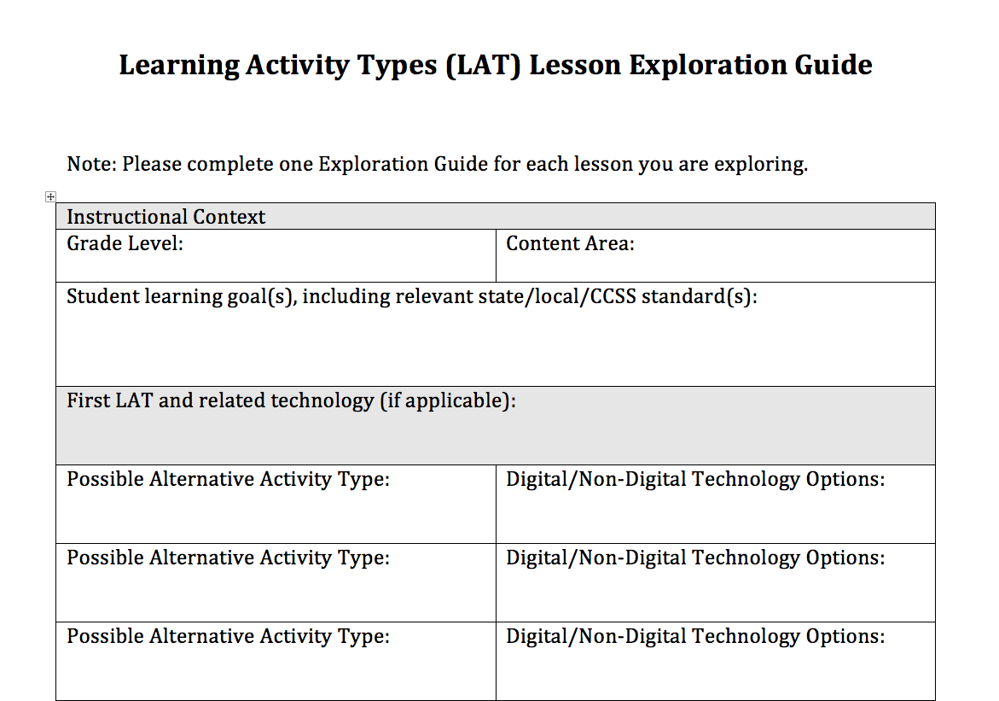 Learning Activity Types (LAT) Lesson Exploration Guide
Note: Please complete one Exploration Guide for each lesson you are exploring.
Instructional Context
Grade Level:
Content Area:
Student learning goal(s), including relevant state/local/CCSS standard(s):
First LAT and related technology (if applicable):
Possible Alternative Activity Type:
Digital/Non-Digital Technology Options:
Possible Alternative Activity Type:
Digital/Non-Digital Technology Options:
Possible Alternative Activity Type:
Digital/Non-Digital Technology Options: